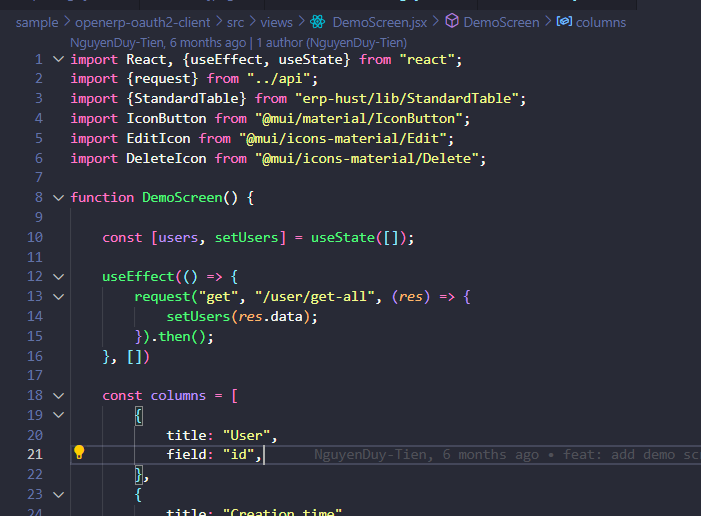 sample > openerp-oauth2-client > src > views > DemoScreen.jsx > DemoScreen > columns
NguyenDuy-Tien, 6 months ago | 1 author (NguyenDuy-Tien)
1 import React, {useEffect, useState} from "react";
2 import {request} from "../api";
3 import {StandardTable} from "erp-hust/lib/StandardTable";
4 import IconButton from "@mui/material/IconButton";
5 import EditIcon from "@mui/icons-material/Edit";
6 import DeleteIcon from "@mui/icons-material/Delete";
7
8 function DemoScreen() {
9
10     const [users, setUsers] = useState([]);
11
12     useEffect(() => {
13         request("get", "/user/get-all", (res) => {
14             setUsers(res.data);
15         }).then();
16     }, [])
17
18     const columns = [
19         {
20             title: "User",
21             field: "id", NguyenDuy-Tien, 6 months ago • feat: add demo scr
22         },
23         {
24             title: "Creation time"